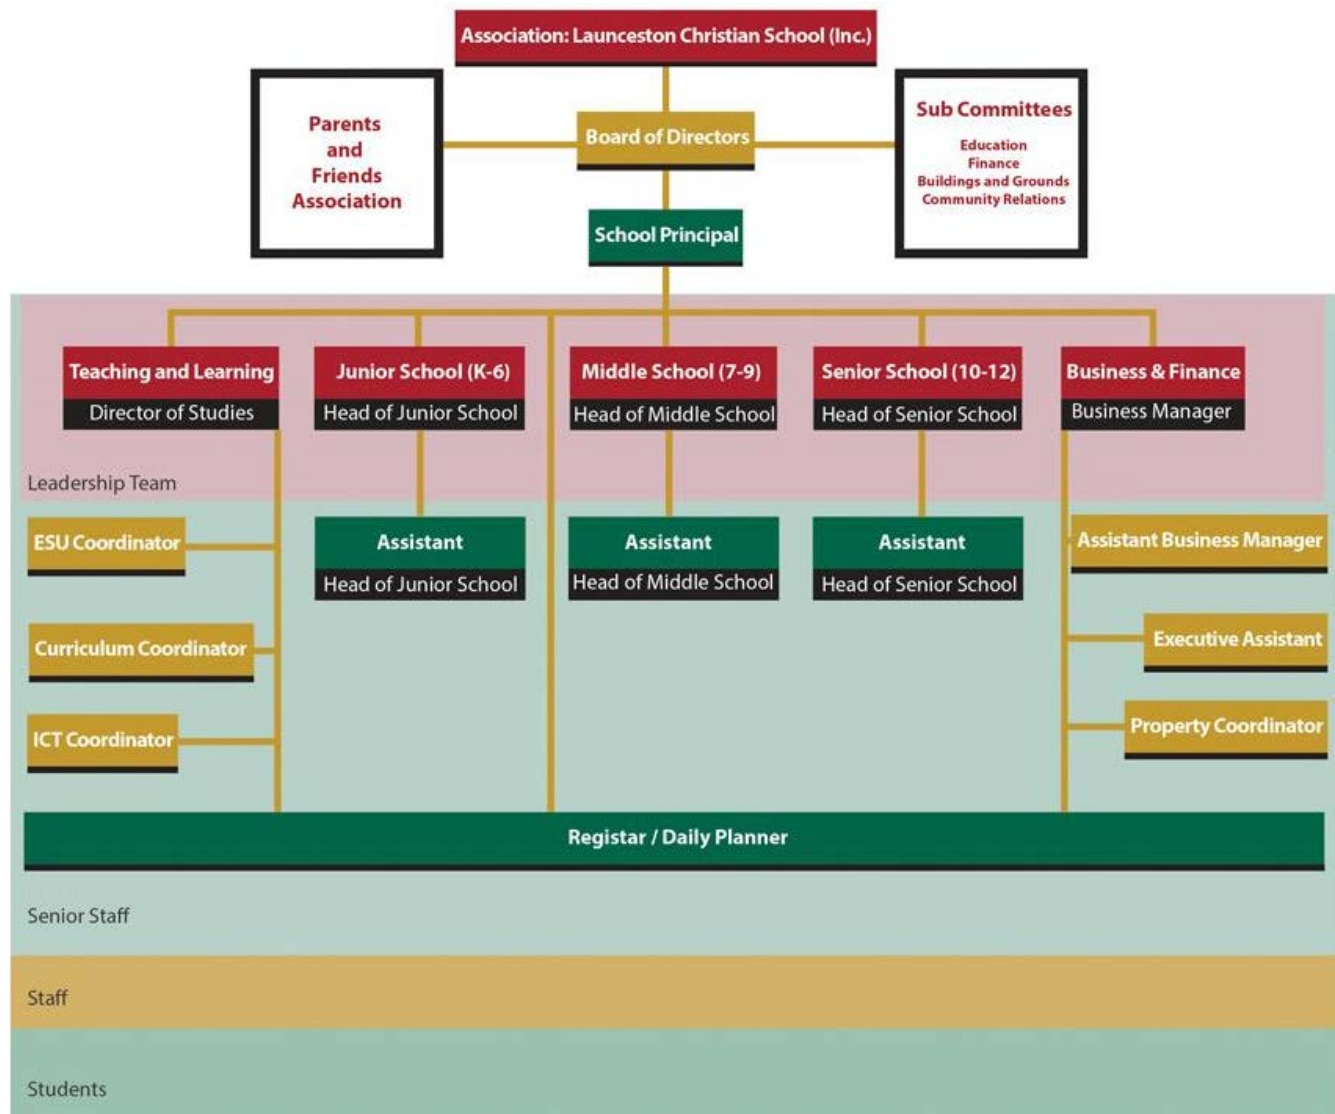 Association: Launceston Christian School (Inc.)
Parents
and
Friends
Association
Board of Directors
Sub Committees
Education
Finance
Buildings and Grounds
Community Relations
School Principal
Teaching and Learning
Director of Studies
Junior School (K-6)
Head of Junior School
Middle School (7-9)
Head of Middle School
Senior School (10-12)
Head of Senior School
Business & Finance
Business Manager
Leadership Team
ESU Coordinator
Assistant
Head of Junior School
Assistant
Head of Middle School
Assistant
Head of Senior School
Assistant Business Manager
Curriculum Coordinator
Executive Assistant
ICT Coordinator
Property Coordinator
Registar / Daily Planner
Senior Staff
Staff
Students